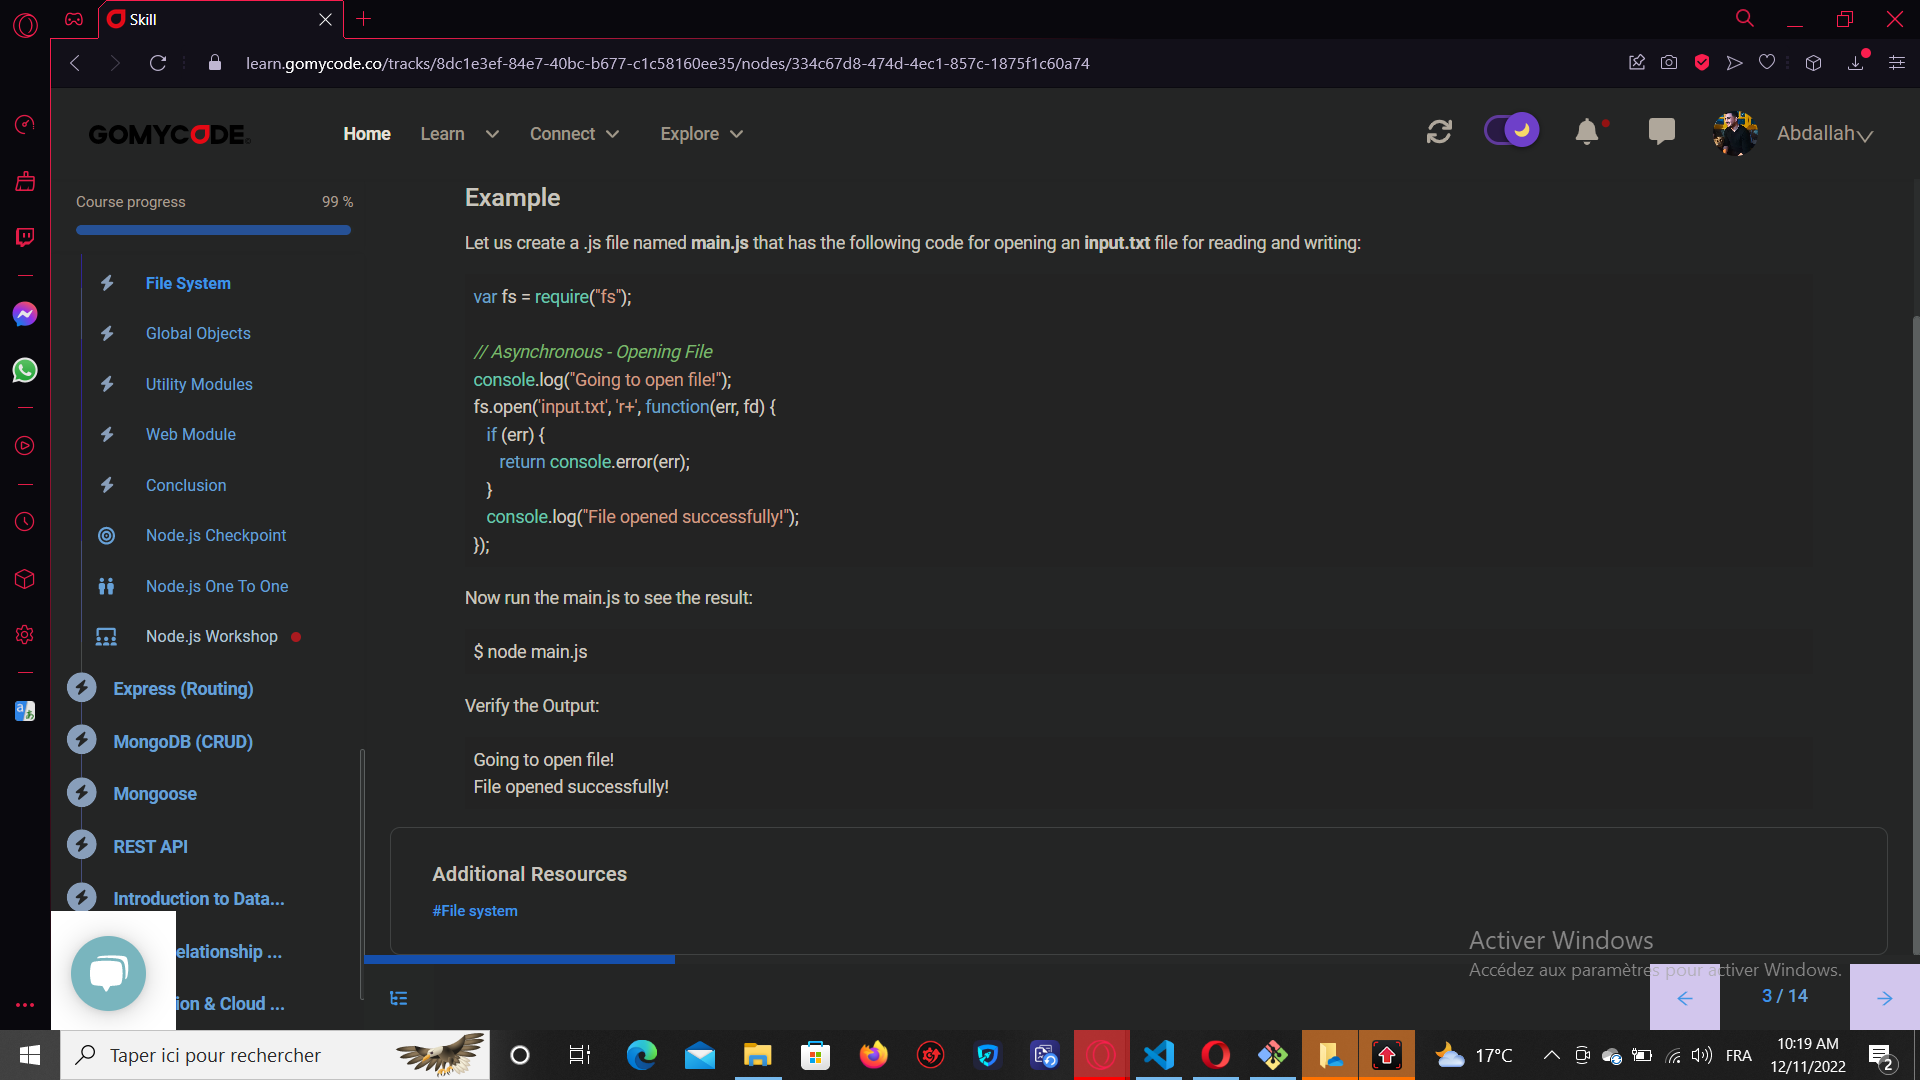 Skill
learn.gomycode.co/tracks/8dc1e3ef-84e7-40bc-b677-c1c58160ee35/nodes/334c67d8-474d-4ec1-857c-1875f1c60a74
GOMYCODE
Home
Learn
Connect
Explore
Abdallah
Course progress
99 %
File System
Global Objects
Utility Modules
Web Module
Conclusion
Node.js Checkpoint
Node.js One To One
Node.js Workshop
Express (Routing)
MongoDB (CRUD)
Mongoose
REST API
Introduction to Data...
elationship ...
ion & Cloud ...
Example
Let us create a .js file named main.js that has the following code for opening an input.txt file for reading and writing:
var fs = require("fs");
// Asynchronous - Opening File
console.log("Going to open file!");
fs.open('input.txt', 'r+', function(err, fd) {
if (err) {
return console.error(err);
}
console.log("File opened successfully!");
});
Now run the main.js to see the result:
$ node main.js
Verify the Output:
Going to open file!
File opened successfully!
Additional Resources
#File system
Activer Windows
Accédez aux paramètres pour activer Windows.
3 / 14
Taper ici pour rechercher
17°C
FRA
10:19 AM
12/11/2022
2